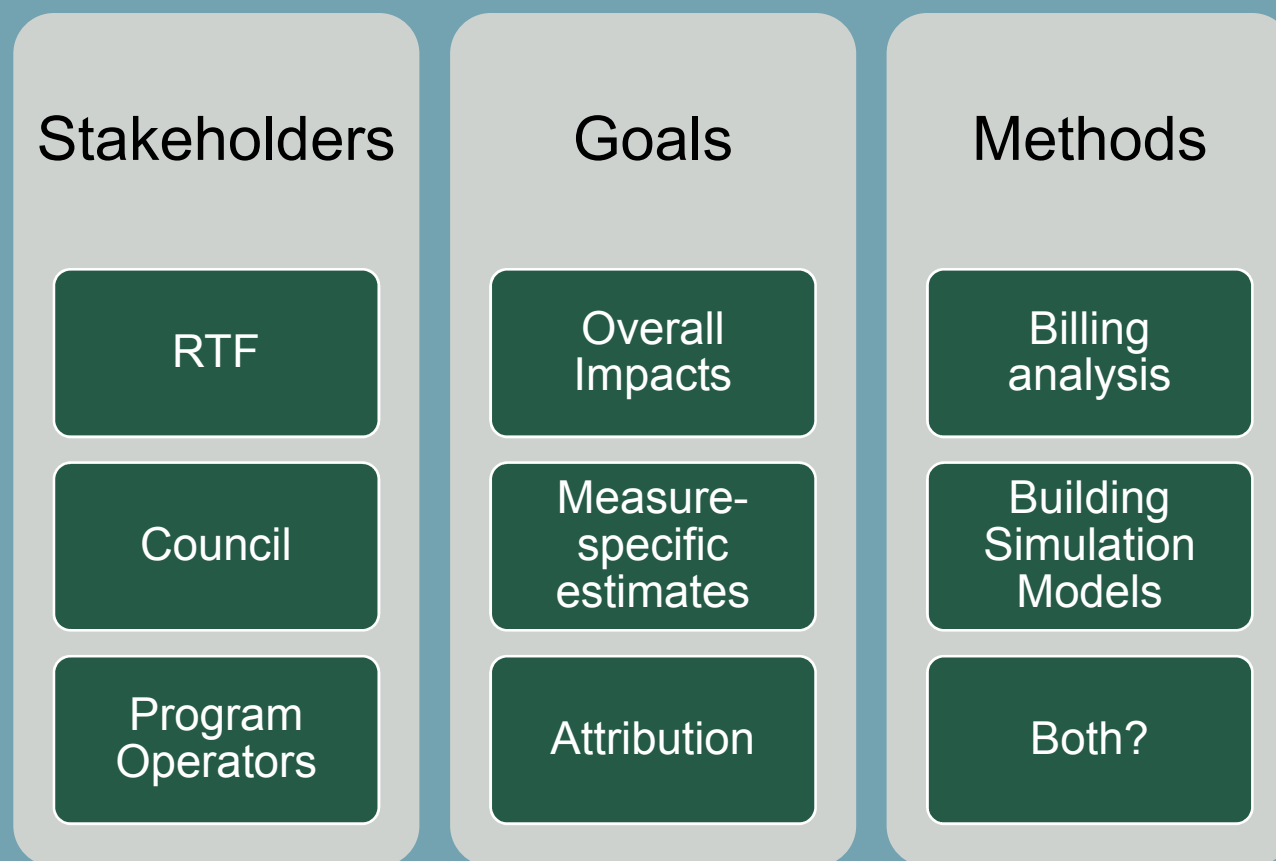 Stakeholders
RTF
Council
Program
Operators
Goals
Overall
Impacts
Measure-
specific
estimates
Attribution
Methods
Billing
analysis
Building
Simulation
Models
Both?